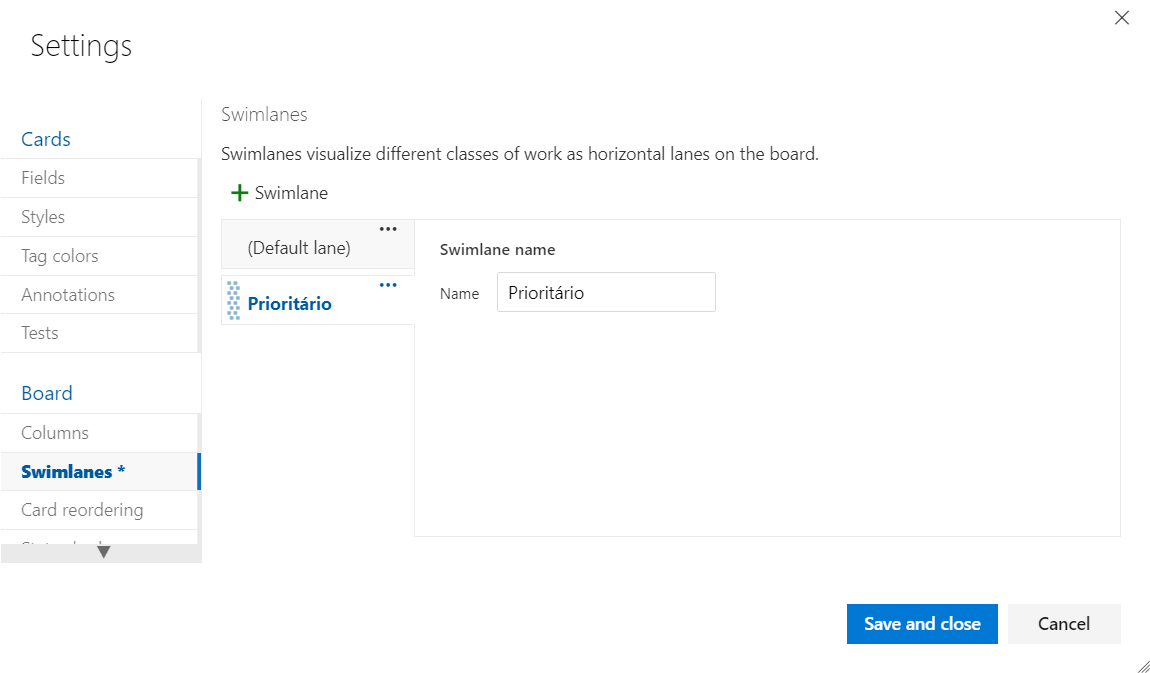 Settings
Cards
Fields
Styles
Tag colors
Annotations
Tests
Board
Columns
Swimlanes *
Card reordering
Swimlanes
Swimlanes visualize different classes of work as horizontal lanes on the board.
+ Swimlane
(Default lane)
Prioritário
Swimlane name
Name Prioritário
Save and close
Cancel